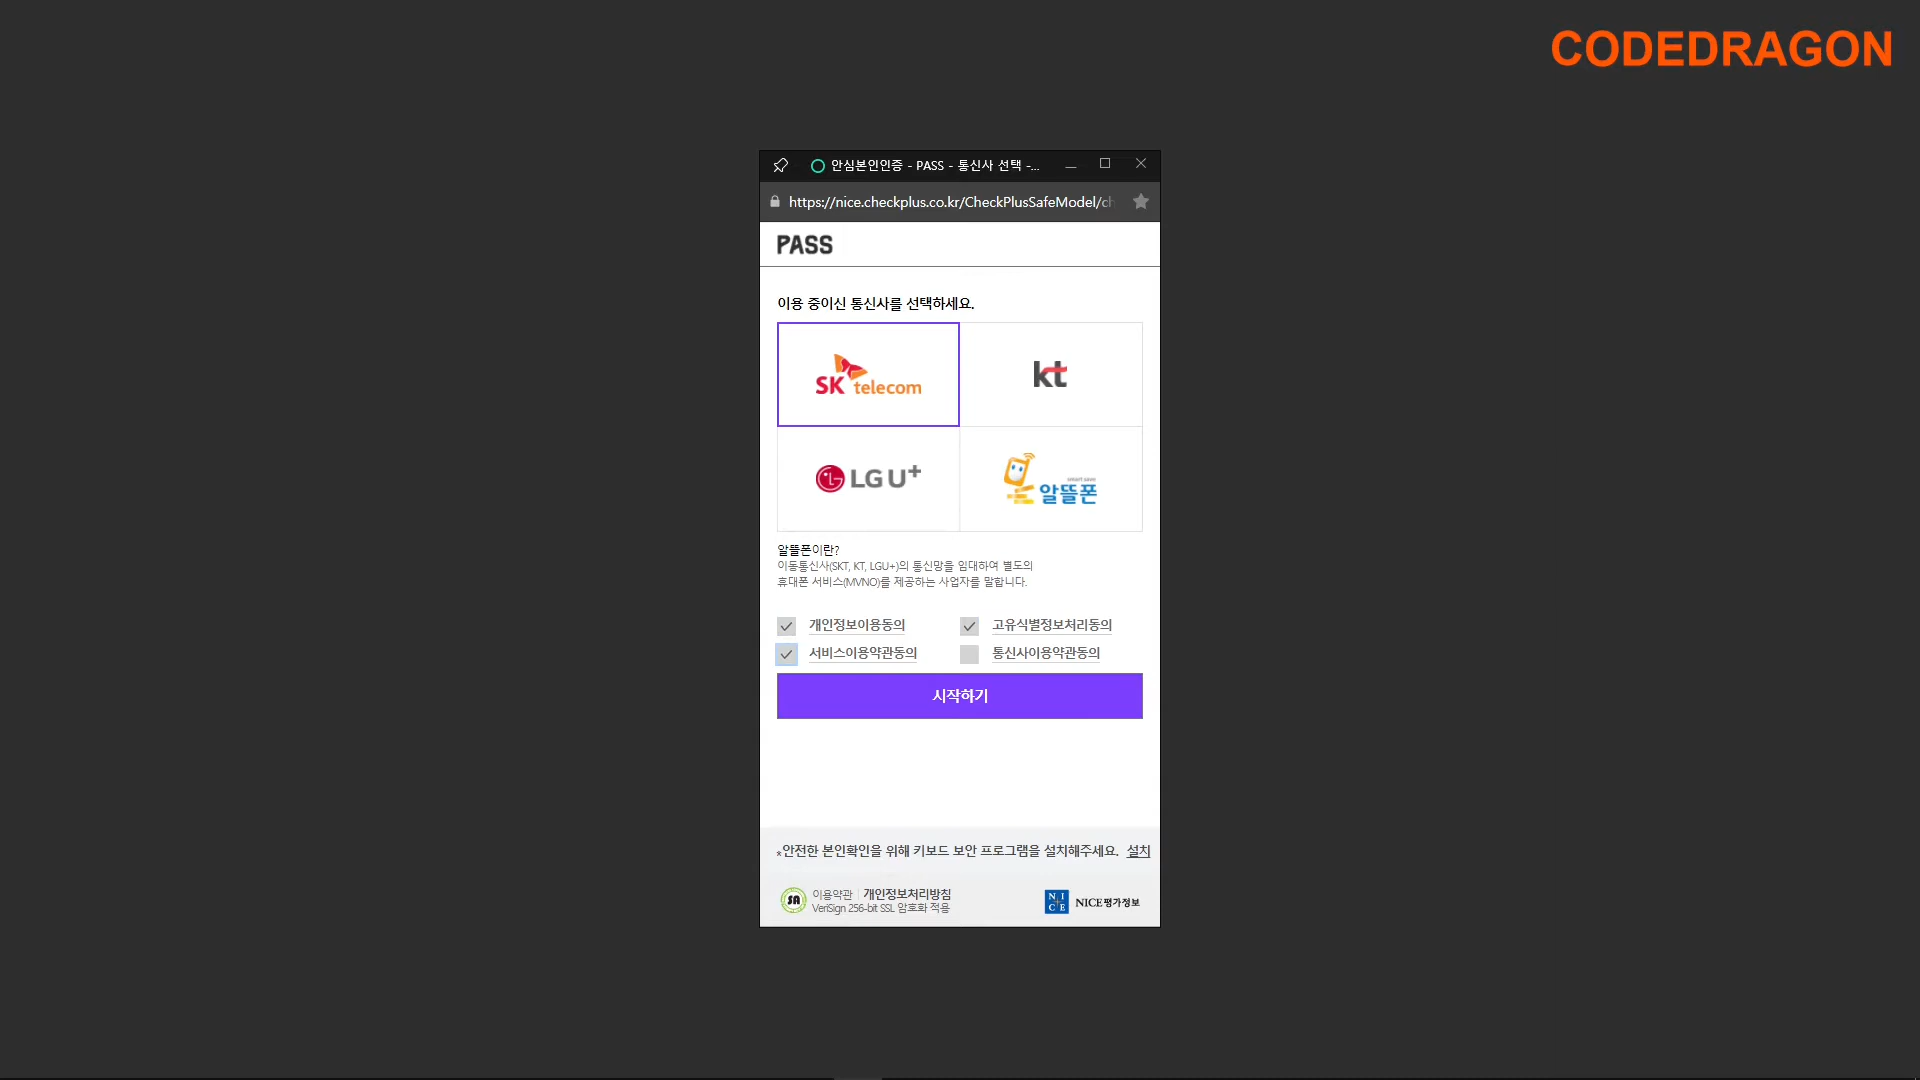 CODEDRAGON
안심본인인증 - PASS - 통신사 선택 -...
https://nice.checkplus.co.kr/CheckPlusSafeModel/ch
PASS
이용 중이신 통신사를 선택하세요.
SK telecom
kt
LG U+
smart save
알뜰폰
알뜰폰이란?
이동통신사(SKT, KT, LGU+)의 통신망을 임대하여 별도의
휴대폰 서비스(MVNO)를 제공하는 사업자를 말합니다.
개인정보이용동의
고유식별정보처리동의
서비스이용약관동의
통신사이용약관동의
시작하기
*안전한 본인확인을 위해 키보드 보안 프로그램을 설치해주세요. 설치
SA
이용약관 개인정보처리방침
VeriSign 256-bit SSL 암호화 적용
NICE
NICE평가정보